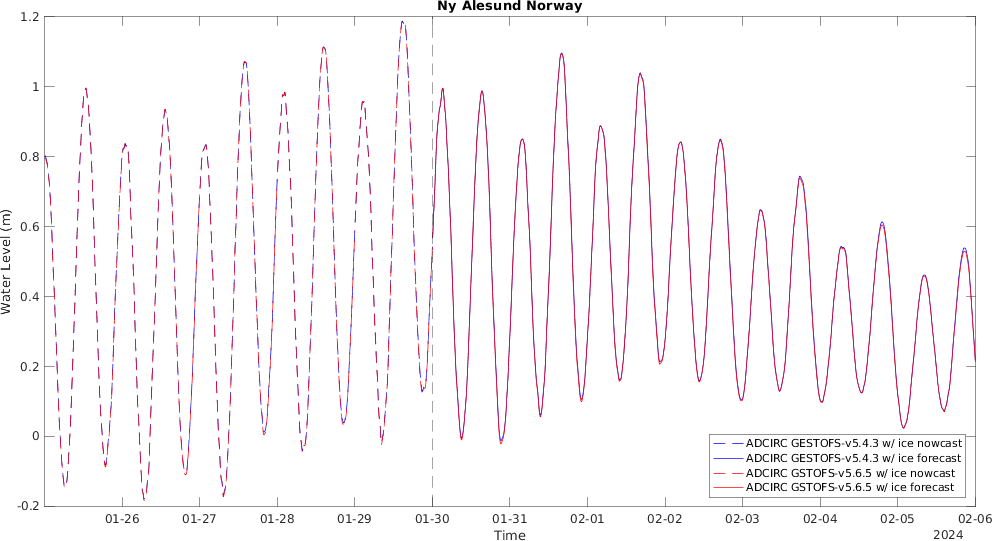 Ny Alesund Norway
1.2
1
0.8
0.6
0.4
0.2
0
-0.2
Water Level (m)
01-26 01-27 01-28 01-29 01-30 01-31 02-01 02-02 02-03 02-04 02-05 02-06
Time
2024
ADCIRC GESTOFS-v5.4.3 w/ ice nowcast
ADCIRC GESTOFS-v5.4.3 w/ ice forecast
ADCIRC GSTOFS-v5.6.5 w/ ice nowcast
ADCIRC GSTOFS-v5.6.5 w/ ice forecast